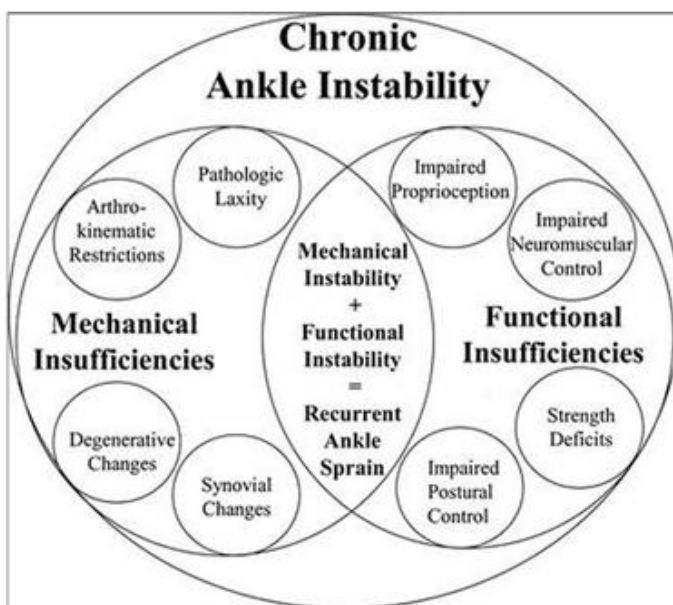 Chronic
Ankle Instability
Pathologic
Laxity
Arthro-
kinematic
Restrictions
Impaired
Proprioception
Impaired
Neuromuscular
Control
Mechanical
Insufficiencies
Mechanical
Instability
+
Functional
Instability
=
Recurrent
Ankle
Sprain
Functional
Insufficiencies
Degenerative
Changes
Synovial
Changes
Strength
Deficits
Impaired
Postural
Control